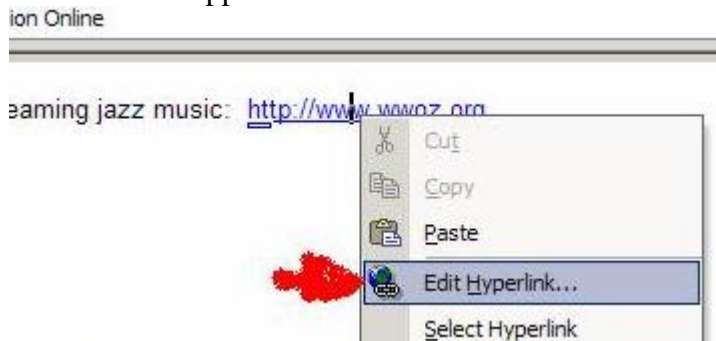 ion Online
eaming jazz music: http://www.wwoz.org
Cut
Copy
Paste
Edit Hyperlink...
Select Hyperlink